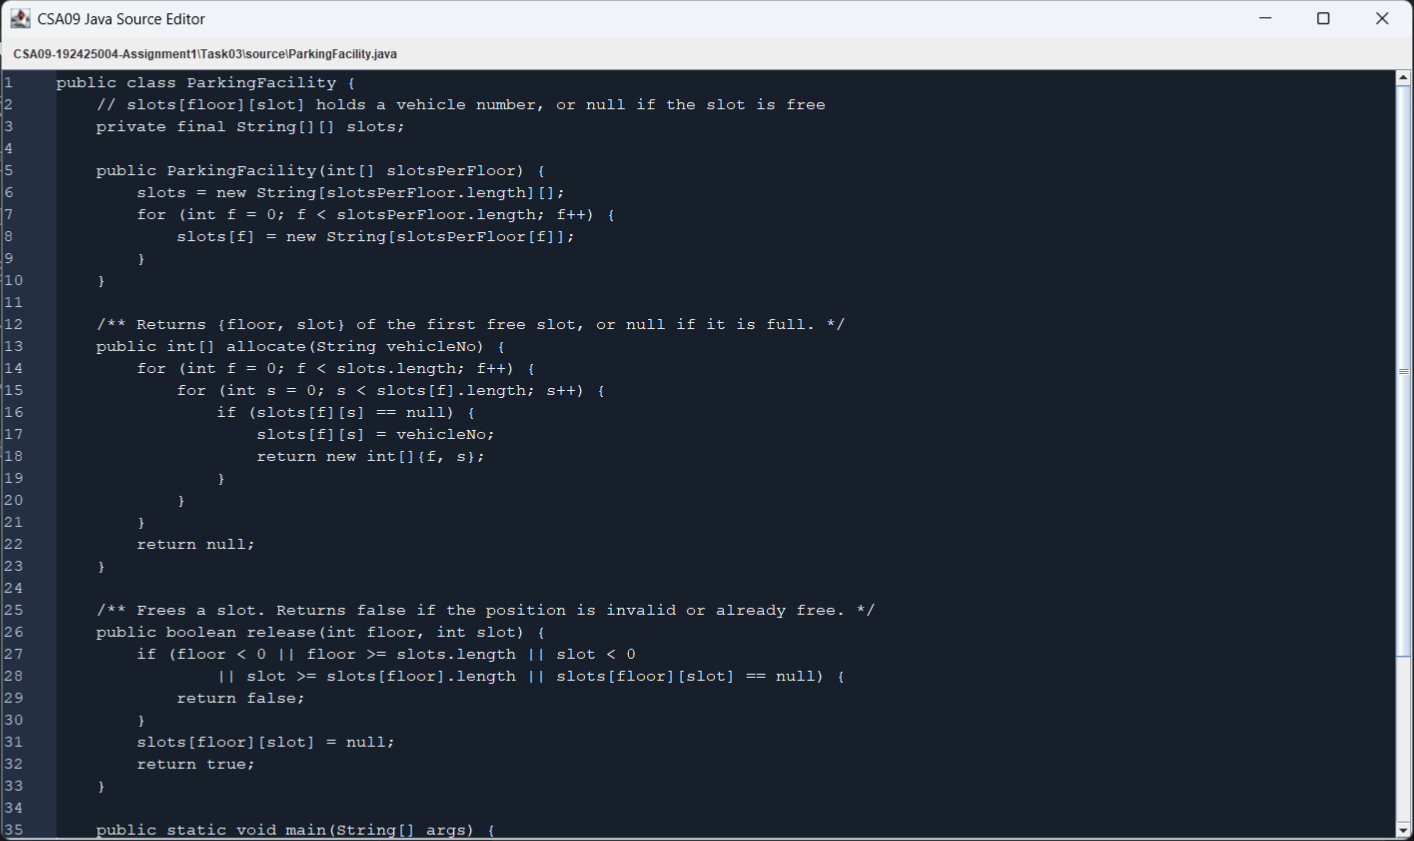 CSA09 Java Source Editor
CSA09-192425004-Assignment1\Task03\source\ParkingFacility.java
1 public class ParkingFacility {
2     // slots[floor][slot] holds a vehicle number, or null if the slot is free
3     private final String[][] slots;
4
5     public ParkingFacility(int[] slotsPerFloor) {
6         slots = new String[slotsPerFloor.length][];
7         for (int f = 0; f < slotsPerFloor.length; f++) {
8             slots[f] = new String[slotsPerFloor[f]];
9         }
10     }
11
12     /** Returns {floor, slot} of the first free slot, or null if it is full. */
13     public int[] allocate(String vehicleNo) {
14         for (int f = 0; f < slots.length; f++) {
15             for (int s = 0; s < slots[f].length; s++) {
16                 if (slots[f][s] == null) {
17                     slots[f][s] = vehicleNo;
18                     return new int[]{f, s};
19                 }
20             }
21         }
22         return null;
23     }
24
25     /** Frees a slot. Returns false if the position is invalid or already free. */
26     public boolean release(int floor, int slot) {
27         if (floor < 0 || floor >= slots.length || slot < 0
28                 || slot >= slots[floor].length || slots[floor][slot] == null) {
29             return false;
30         }
31         slots[floor][slot] = null;
32         return true;
33     }
34
35     public static void main(String[] args) {